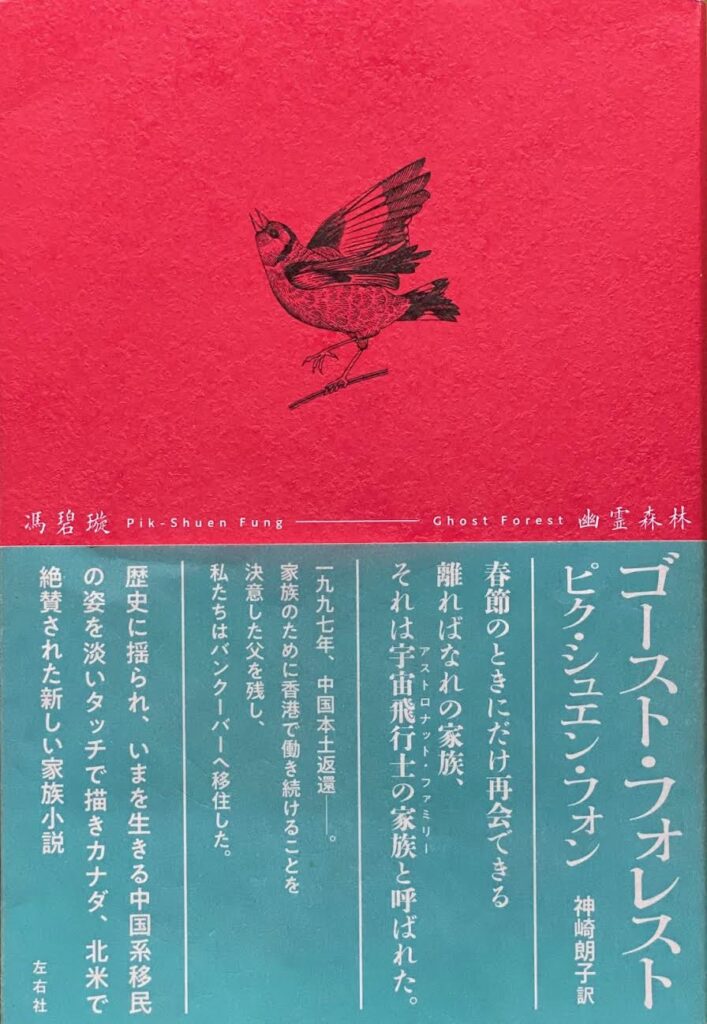 馮碧璇 Pik-Shuen Fung Ghost Forest 幽霊森林
ゴースト・フォレスト
ピク・シュエン・フォン 神崎朗子訳
春節のときにだけ再会できる
離ればなれの家族、
それは宇宙飛行士の家族と呼ばれた。
アストロナット・ファミリー
一九九七年、中国本土返還――。
家族のために香港で働き続けることを
決意した父を残し、
私たちはバンクーバーへ移住した。
歴史に揺られ、いまを生きる中国系移民
の姿を淡いタッチで描きカナダ、北米で
絶賛された新しい家族小説
左右社